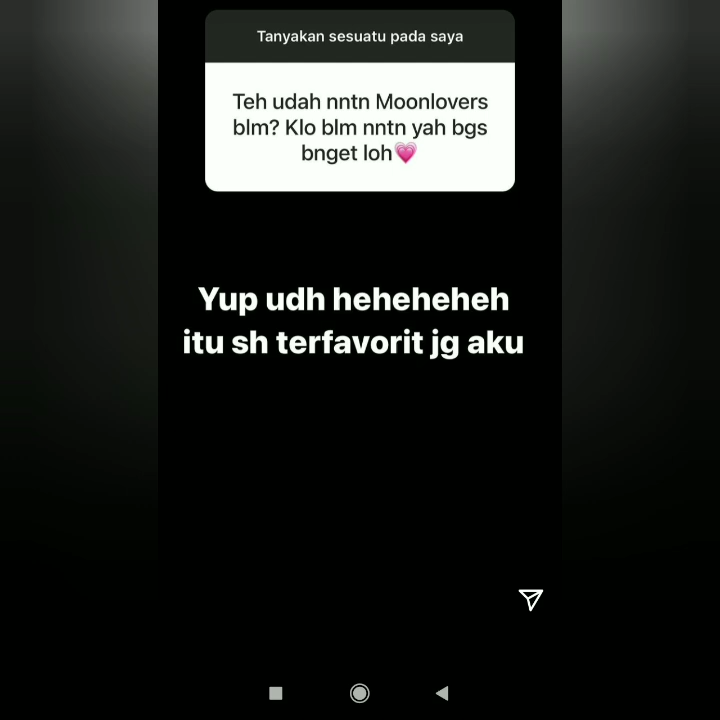 Tanyakan sesuatu pada saya
Teh udah nntn Moonlovers
blm? Klo blm nntn yah bgs
bnget loh💗
Yup udh heheheheh
itu sh terfavorit jg aku